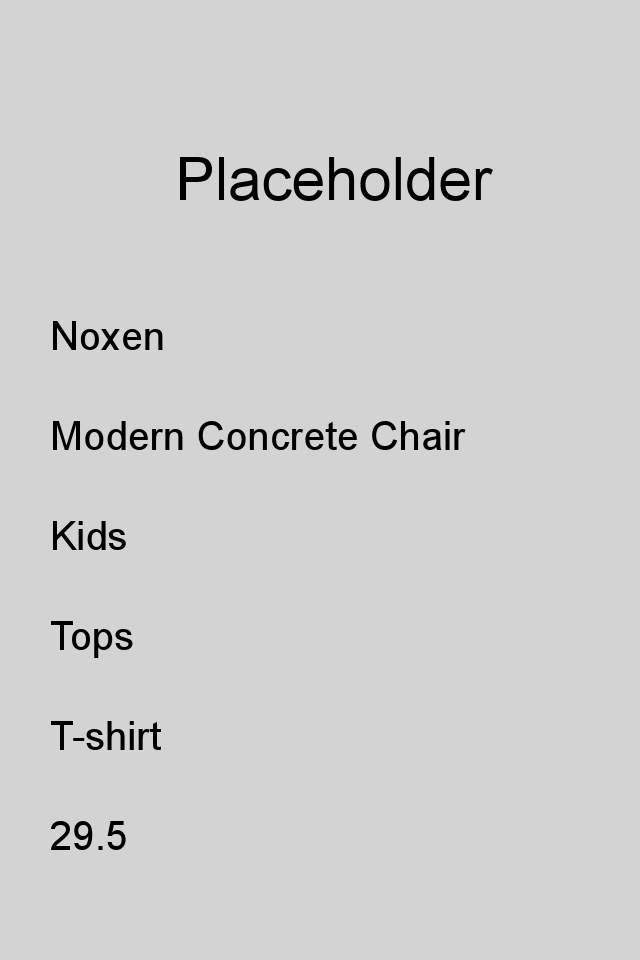 Placeholder
Noxen
Modern Concrete Chair
Kids
Tops
T-shirt
29.5